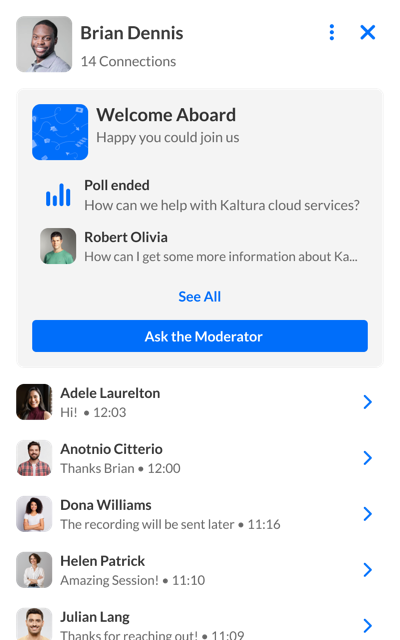 Brian Dennis
14 Connections
Welcome Aboard
Happy you could join us
Poll ended
How can we help with Kaltura cloud services?
Robert Olivia
How can I get some more information about Ka...
See All
Ask the Moderator
Adele Laurelton
Hi! • 12:03
Anotnio Citterio
Thanks Brian • 12:00
Dona Williams
The recording will be sent later • 11:16
Helen Patrick
Amazing Session! • 11:10
Julian Lang
Thanks for reaching out! • 11:09